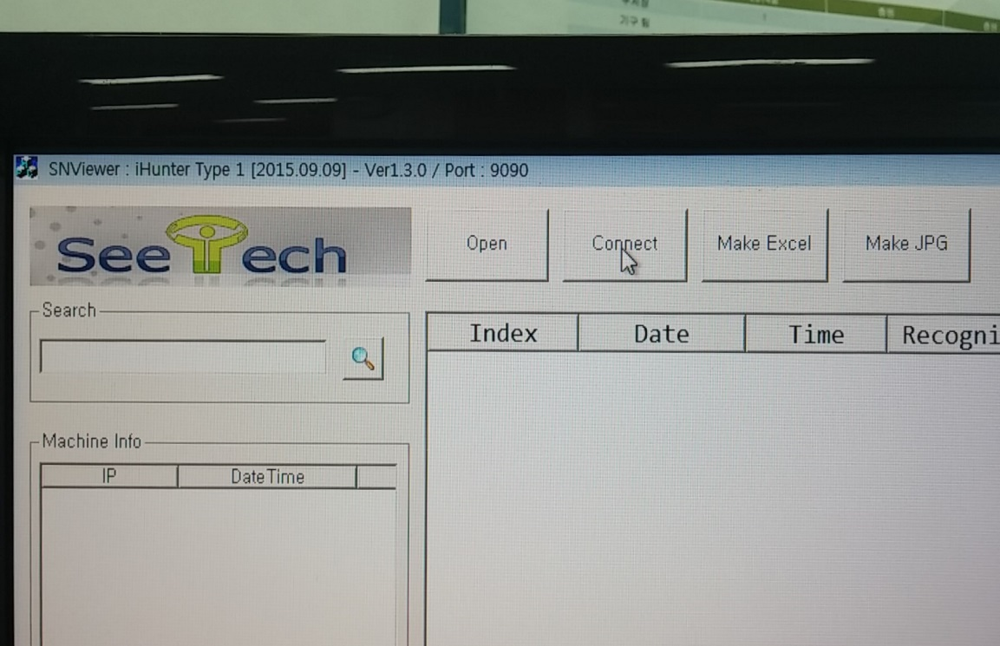 SNViewer : iHunter Type 1 [2015.09.09] - Ver1.3.0 / Port : 9090
SeeTech
Open Connect Make Excel Make JPG
Search
Index Date Time Recogni
Machine Info
IP DateTime